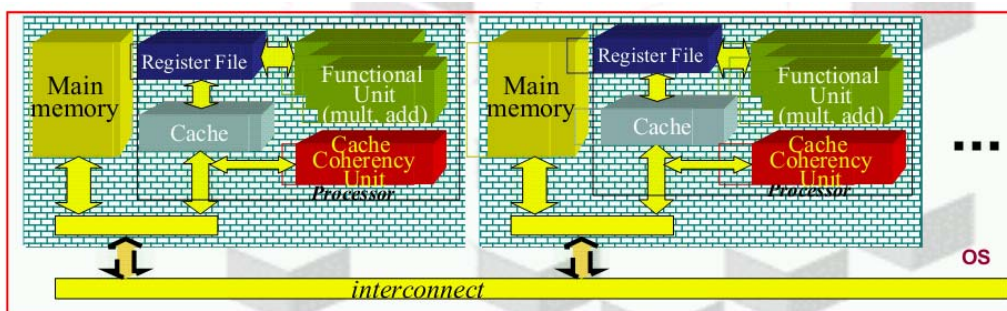 Main
memory
Register File
Functional
Unit
(mult, add)
Cache
Cache
Coherency
Unit
Processor
Main
memory
Register File
Functional
Unit
(mult, add)
Cache
Cache
Coherency
Unit
Processor
...
OS
interconnect